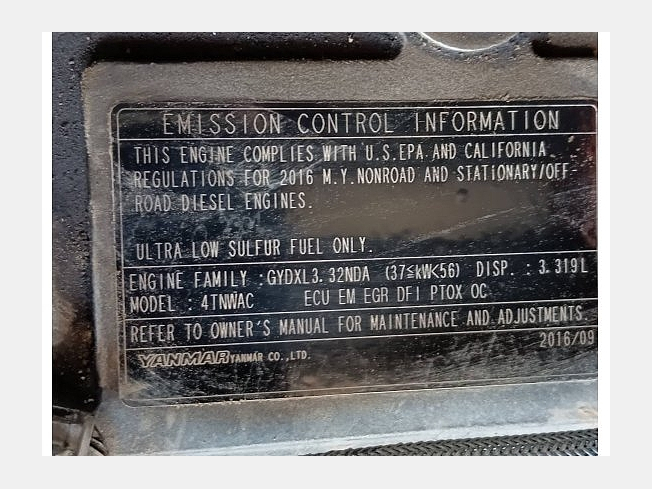 EMISSION CONTROL INFORMATION
THIS ENGINE COMPLIES WITH U.S.EPA AND CALIFORNIA
REGULATIONS FOR 2016 M.Y.NONROAD AND STATIONARY/OFF-
ROAD DIESEL ENGINES.
ULTRA LOW SULFUR FUEL ONLY.
ENGINE FAMILY :GYDXL3.32NDA (37≦kW<56) DISP. : 3.319L
MODEL : 4TNWAC ECU EM EGR DFI PTOX OC
REFER TO OWNER'S MANUAL FOR MAINTENANCE AND ADJUSTMENTS.
2016/09
YANMAR YANMAR CO.,LTD.